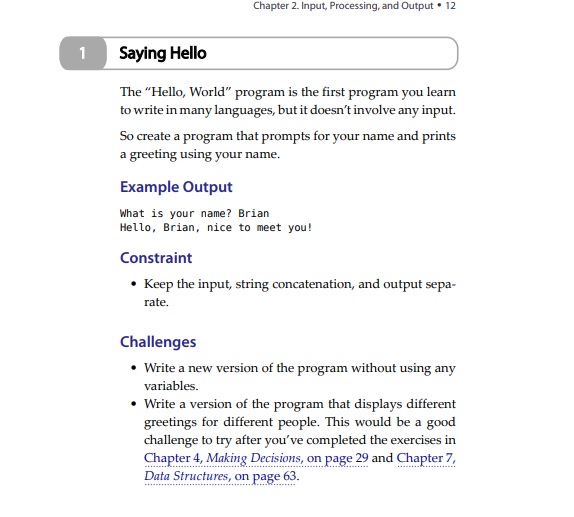 Chapter 2. Input, Processing, and Output • 12
1 Saying Hello
The “Hello, World” program is the first program you learn
to write in many languages, but it doesn’t involve any input.
So create a program that prompts for your name and prints
a greeting using your name.
Example Output
What is your name? Brian
Hello, Brian, nice to meet you!
Constraint
• Keep the input, string concatenation, and output sepa-
rate.
Challenges
• Write a new version of the program without using any
variables.
• Write a version of the program that displays different
greetings for different people. This would be a good
challenge to try after you’ve completed the exercises in
Chapter 4, Making Decisions, on page 29 and Chapter 7,
Data Structures, on page 63.